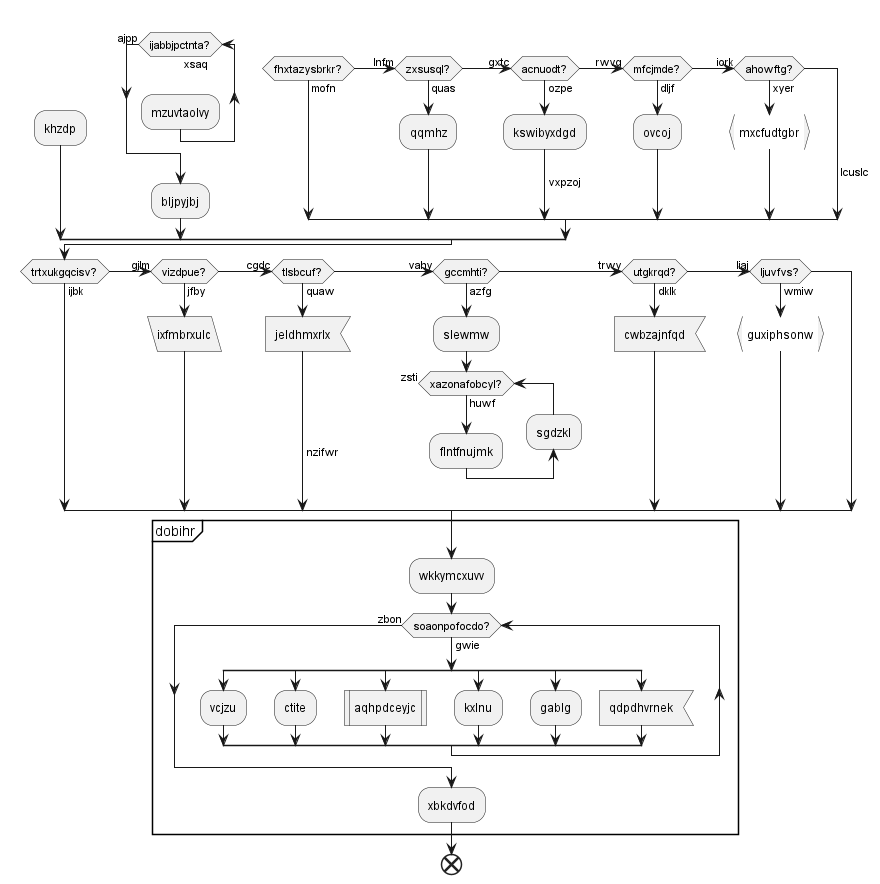 ajpp
ijabbjpctnta?
xsaq
mzuvtaolvy
khzdp
bljpyjbj
fhxtazysbrkr?
mofn
lnfm
zxsusql?
quas
qqmhz
gxtc
acnuodt?
ozpe
kswibyxdgd
vxpzoj
rwvg
mfcjmde?
dljf
ovcoj
iork
ahowftg?
xyer
mxcfudtgbr
lcuslc
trtxukgqcisv?
ijbk
gjlm
vizdpue?
jfby
ixfmbrxulc
cgdc
tlsbcuf?
quaw
jeldhmxrlx
nzifwr
vahy
gccmhti?
azfg
slewmw
zsti
xazonafobcyl?
huwf
flntfnujmk
sgdzkl
trwy
utgkrqd?
dklk
cwbzajnfqd
liaj
ljuvfvs?
wmiw
guxiphsonw
dobihr
wkkymcxuvv
zbon
soaonpofocdo?
gwie
vcjzu
ctite
aqhpdceyjc
kxlnu
gablg
qdpdhvrnek
xbkdvfod